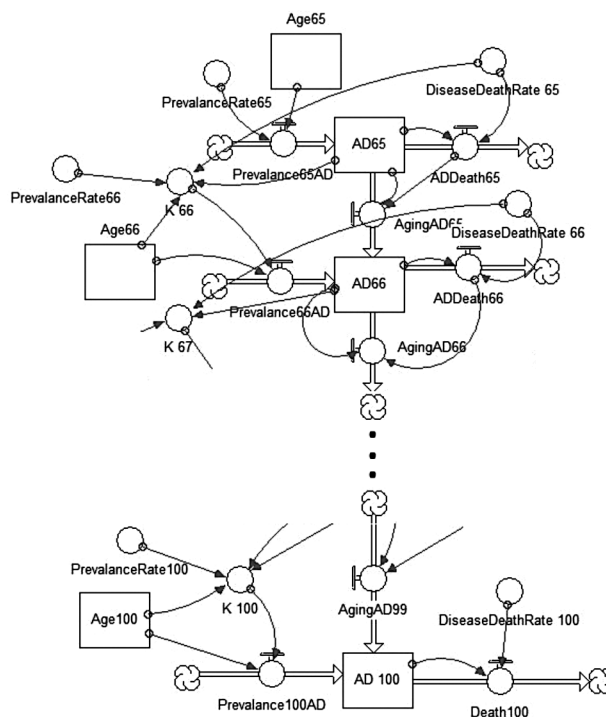 Age65
PrevalanceRate65
DiseaseDeathRate 65
AD65
Prevalance65AD
ADDeath65
PrevalanceRate66
K 66
Age66
AgingAD65
DiseaseDeathRate 66
AD66
Prevalance66AD
ADDeath66
K 67
AgingAD66
PrevalanceRate100
K 100
AgingAD99
DiseaseDeathRate 100
Age100
AD 100
Prevalance100AD
Death100